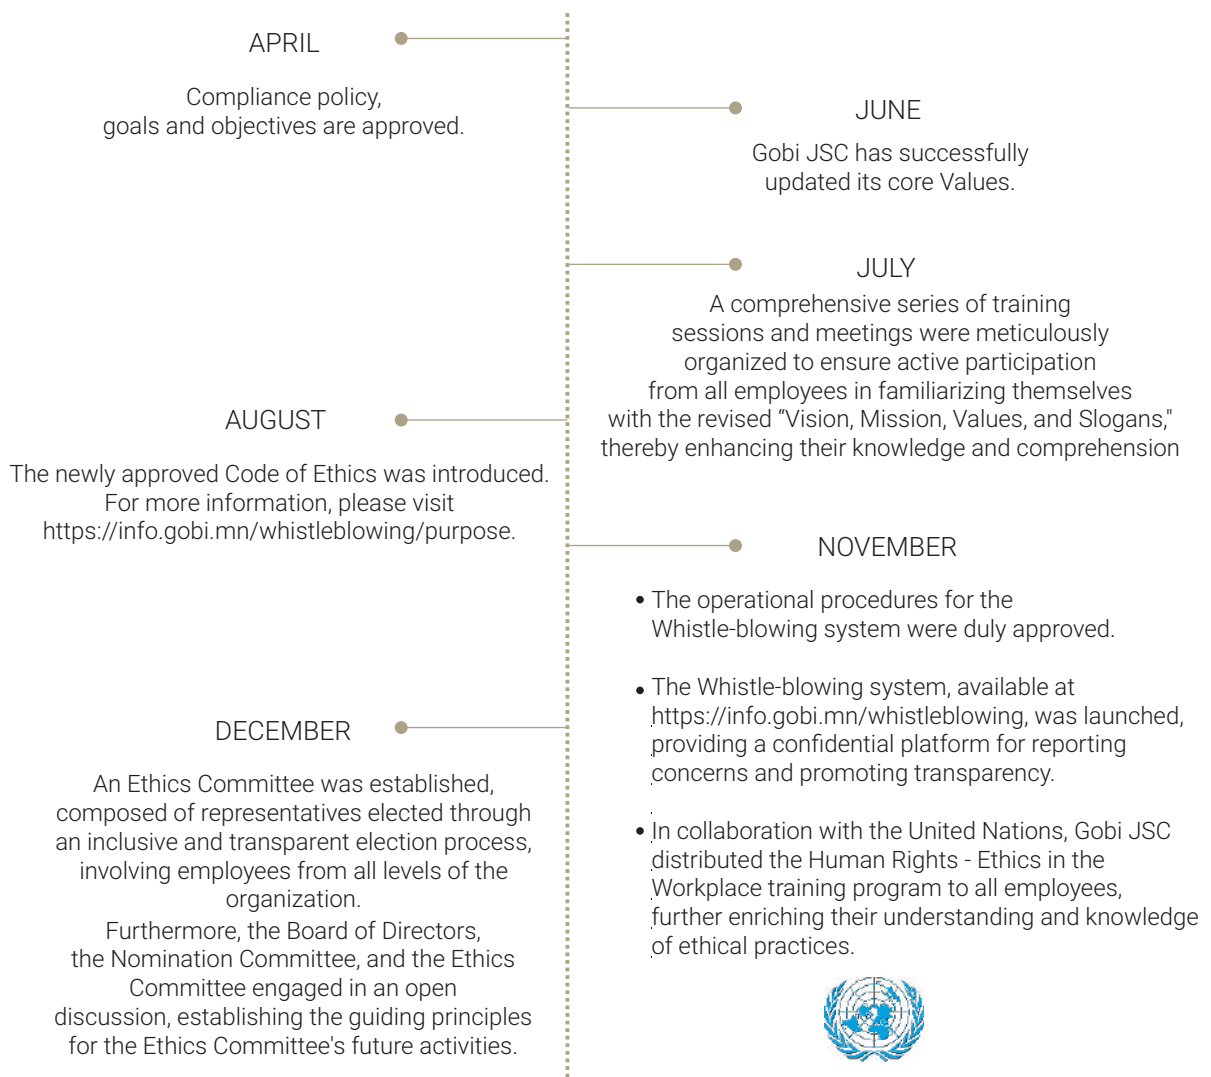 APRIL
Compliance policy,
goals and objectives are approved.
JUNE
Gobi JSC has successfully
updated its core Values.
JULY
A comprehensive series of training
sessions and meetings were meticulously
organized to ensure active participation
from all employees in familiarizing themselves
with the revised “Vision, Mission, Values, and Slogans,"
thereby enhancing their knowledge and comprehension
AUGUST
The newly approved Code of Ethics was introduced.
For more information, please visit
https://info.gobi.mn/whistleblowing/purpose.
NOVEMBER
• The operational procedures for the
Whistle-blowing system were duly approved.
• The Whistle-blowing system, available at
https://info.gobi.mn/whistleblowing, was launched,
providing a confidential platform for reporting
concerns and promoting transparency.
• In collaboration with the United Nations, Gobi JSC
distributed the Human Rights - Ethics in the
Workplace training program to all employees,
further enriching their understanding and knowledge
of ethical practices.
DECEMBER
An Ethics Committee was established,
composed of representatives elected through
an inclusive and transparent election process,
involving employees from all levels of the
organization.
Furthermore, the Board of Directors,
the Nomination Committee, and the Ethics
Committee engaged in an open
discussion, establishing the guiding principles
for the Ethics Committee's future activities.